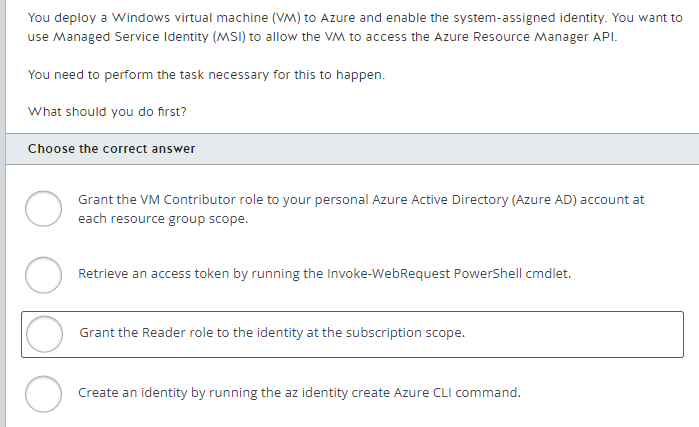 You deploy a Windows virtual machine (VM) to Azure and enable the system-assigned identity. You want to
use Managed Service Identity (MSI) to allow the VM to access the Azure Resource Manager API.
You need to perform the task necessary for this to happen.
What should you do first?
Choose the correct answer
Grant the VM Contributor role to your personal Azure Active Directory (Azure AD) account at
each resource group scope.
Retrieve an access token by running the Invoke-WebRequest PowerShell cmdlet.
Grant the Reader role to the identity at the subscription scope.
Create an identity by running the az identity create Azure CLI command.